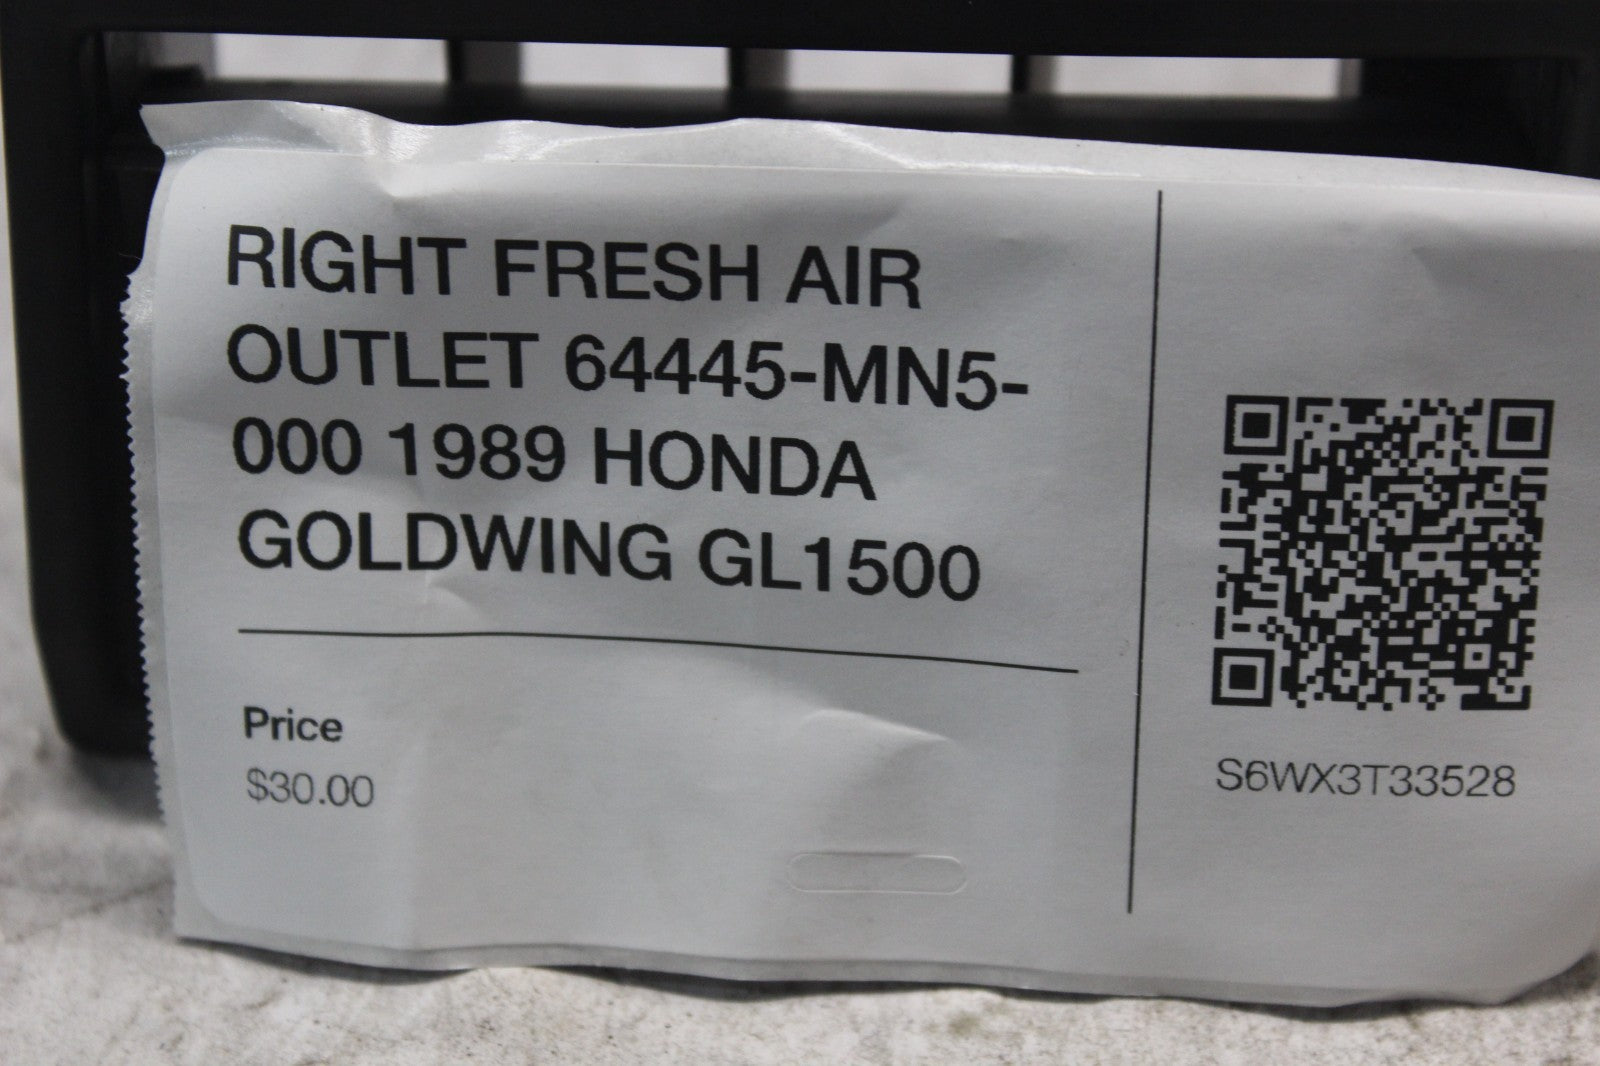 RIGHT FRESH AIR
OUTLET 64445-MN5-
000 1989 HONDA
GOLDWING GL1500
Price
$30.00
S6WX3T33528